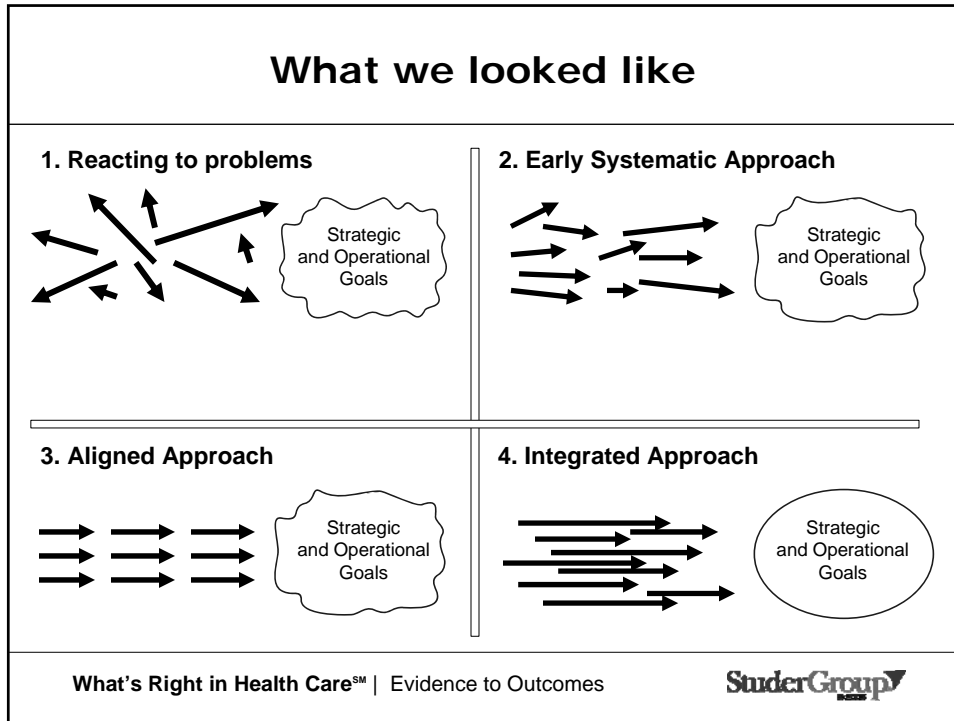 What we looked like
1. Reacting to problems
Strategic
and Operational
Goals
2. Early Systematic Approach
Strategic
and Operational
Goals
3. Aligned Approach
Strategic
and Operational
Goals
4. Integrated Approach
Strategic
and Operational
Goals
What's Right in Health Care℠ | Evidence to Outcomes
StuderGroup